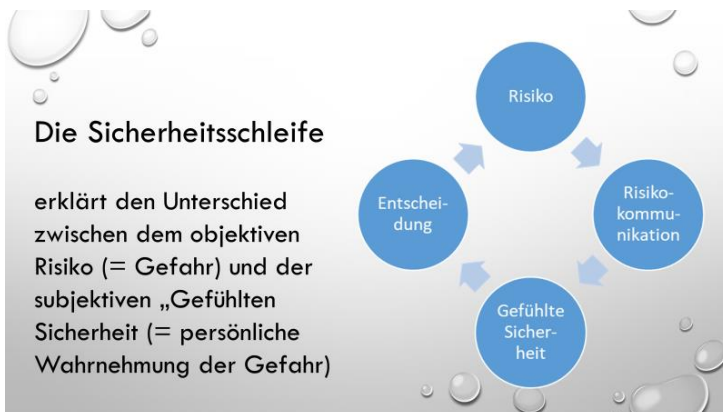 Die Sicherheitsschleife
erklärt den Unterschied
zwischen dem objektiven
Risiko (= Gefahr) und der
subjektiven „Gefühlten
Sicherheit (= persönliche
Wahrnehmung der Gefahr)
Risiko
Risiko-
kommu-
nikation
Gefühlte
Sicher-
heit
Entschei-
dung